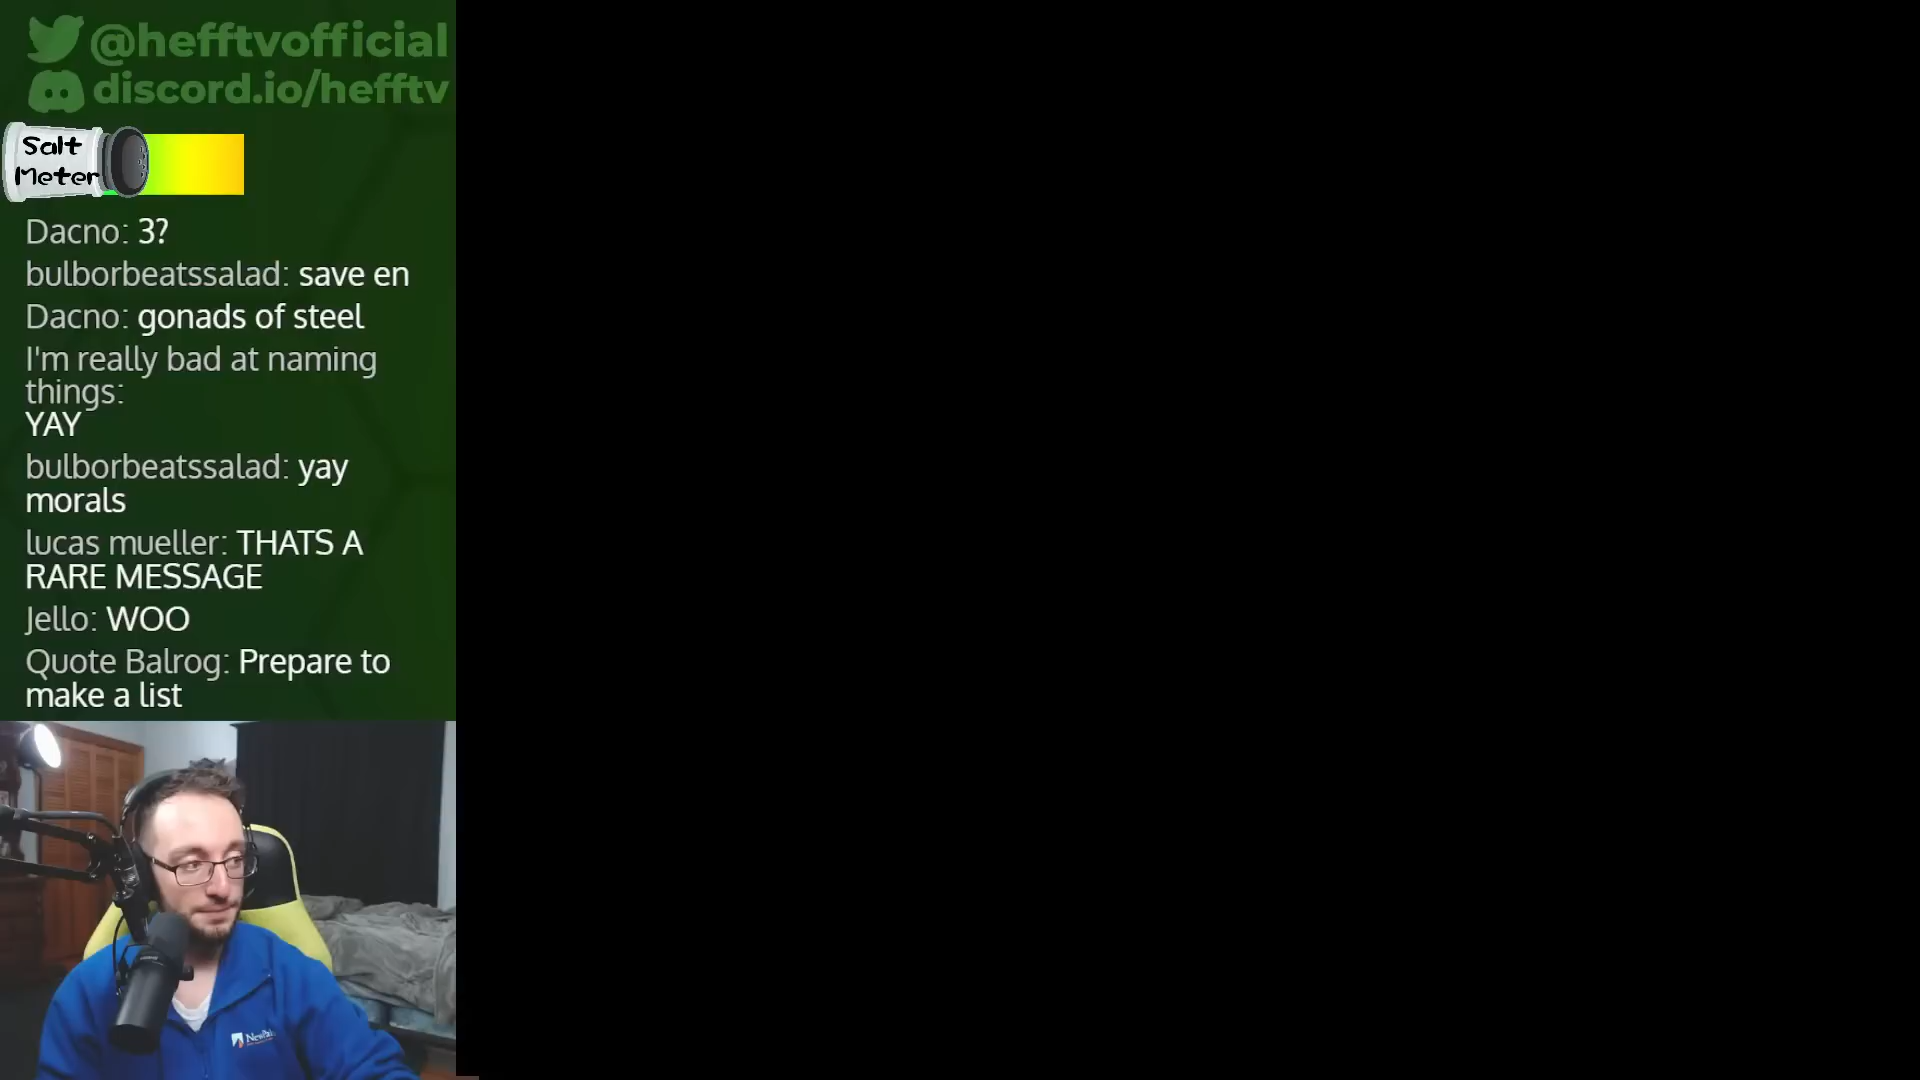 @hefftvofficial
discord.io/hefftv
Salt
Meter
Dacno: 3?
bulborbeatssalad: save en
Dacno: gonads of steel
I'm really bad at naming
things:
YAY
bulborbeatssalad: yay
morals
lucas mueller: THATS A
RARE MESSAGE
Jello: WOO
Quote Balrog: Prepare to
make a list